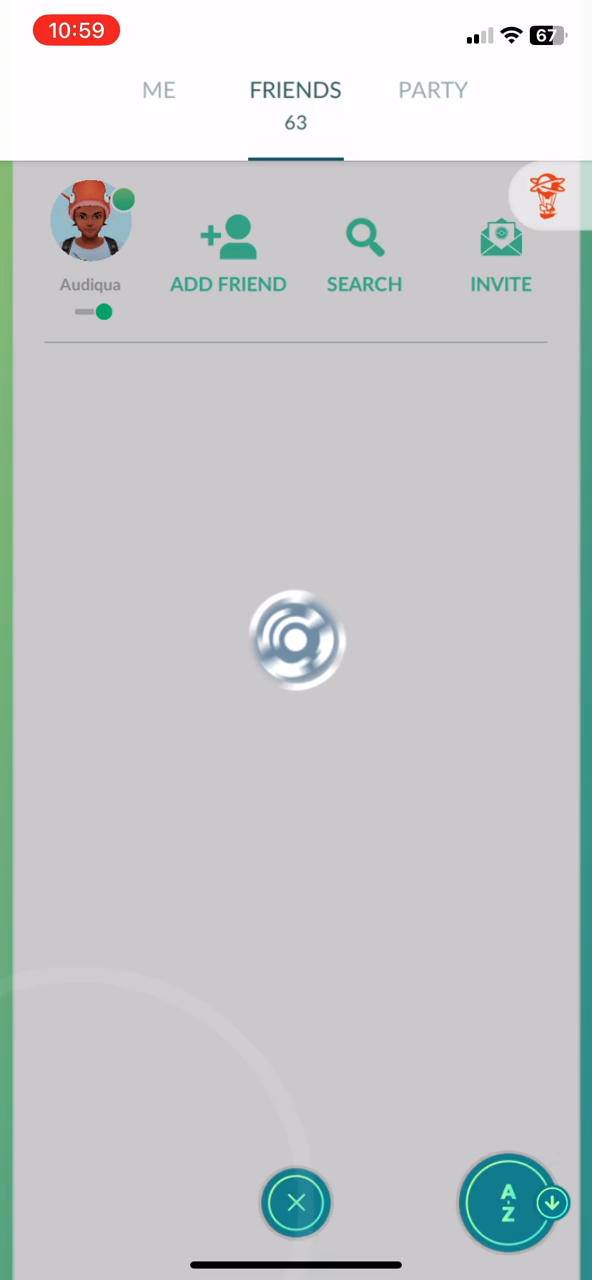 10:59
67
ME
FRIENDS
PARTY
63
Audiqua
ADD FRIEND
SEARCH
INVITE
A-Z